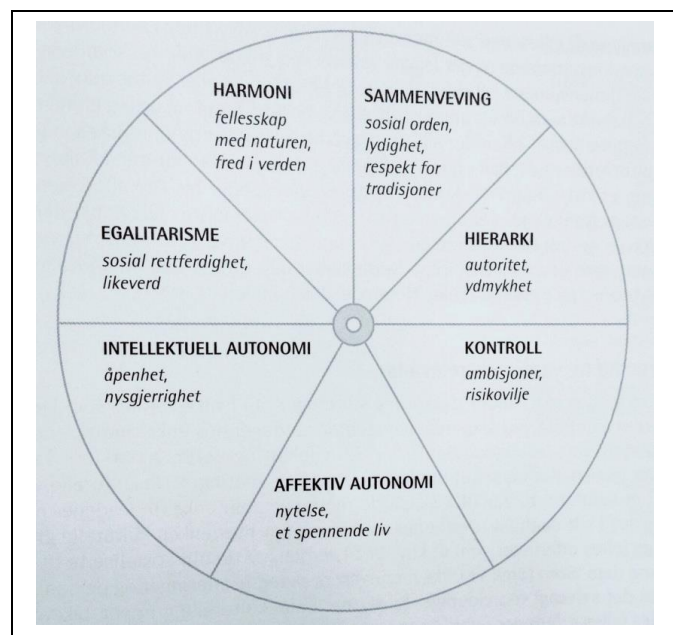 HARMONI
fellesskap
med naturen,
fred i verden
SAMMENVEVING
sosial orden,
lydighet,
respekt for
tradisjoner
EGALITARISME
sosial rettferdighet,
likeverd
HIERARKI
autoritet,
ydmykhet
INTELLEKTUELL AUTONOMI
åpenhet,
nysgjerrighet
KONTROLL
ambisjoner,
risikovilje
AFFEKTIV AUTONOMI
nytelse,
et spennende liv